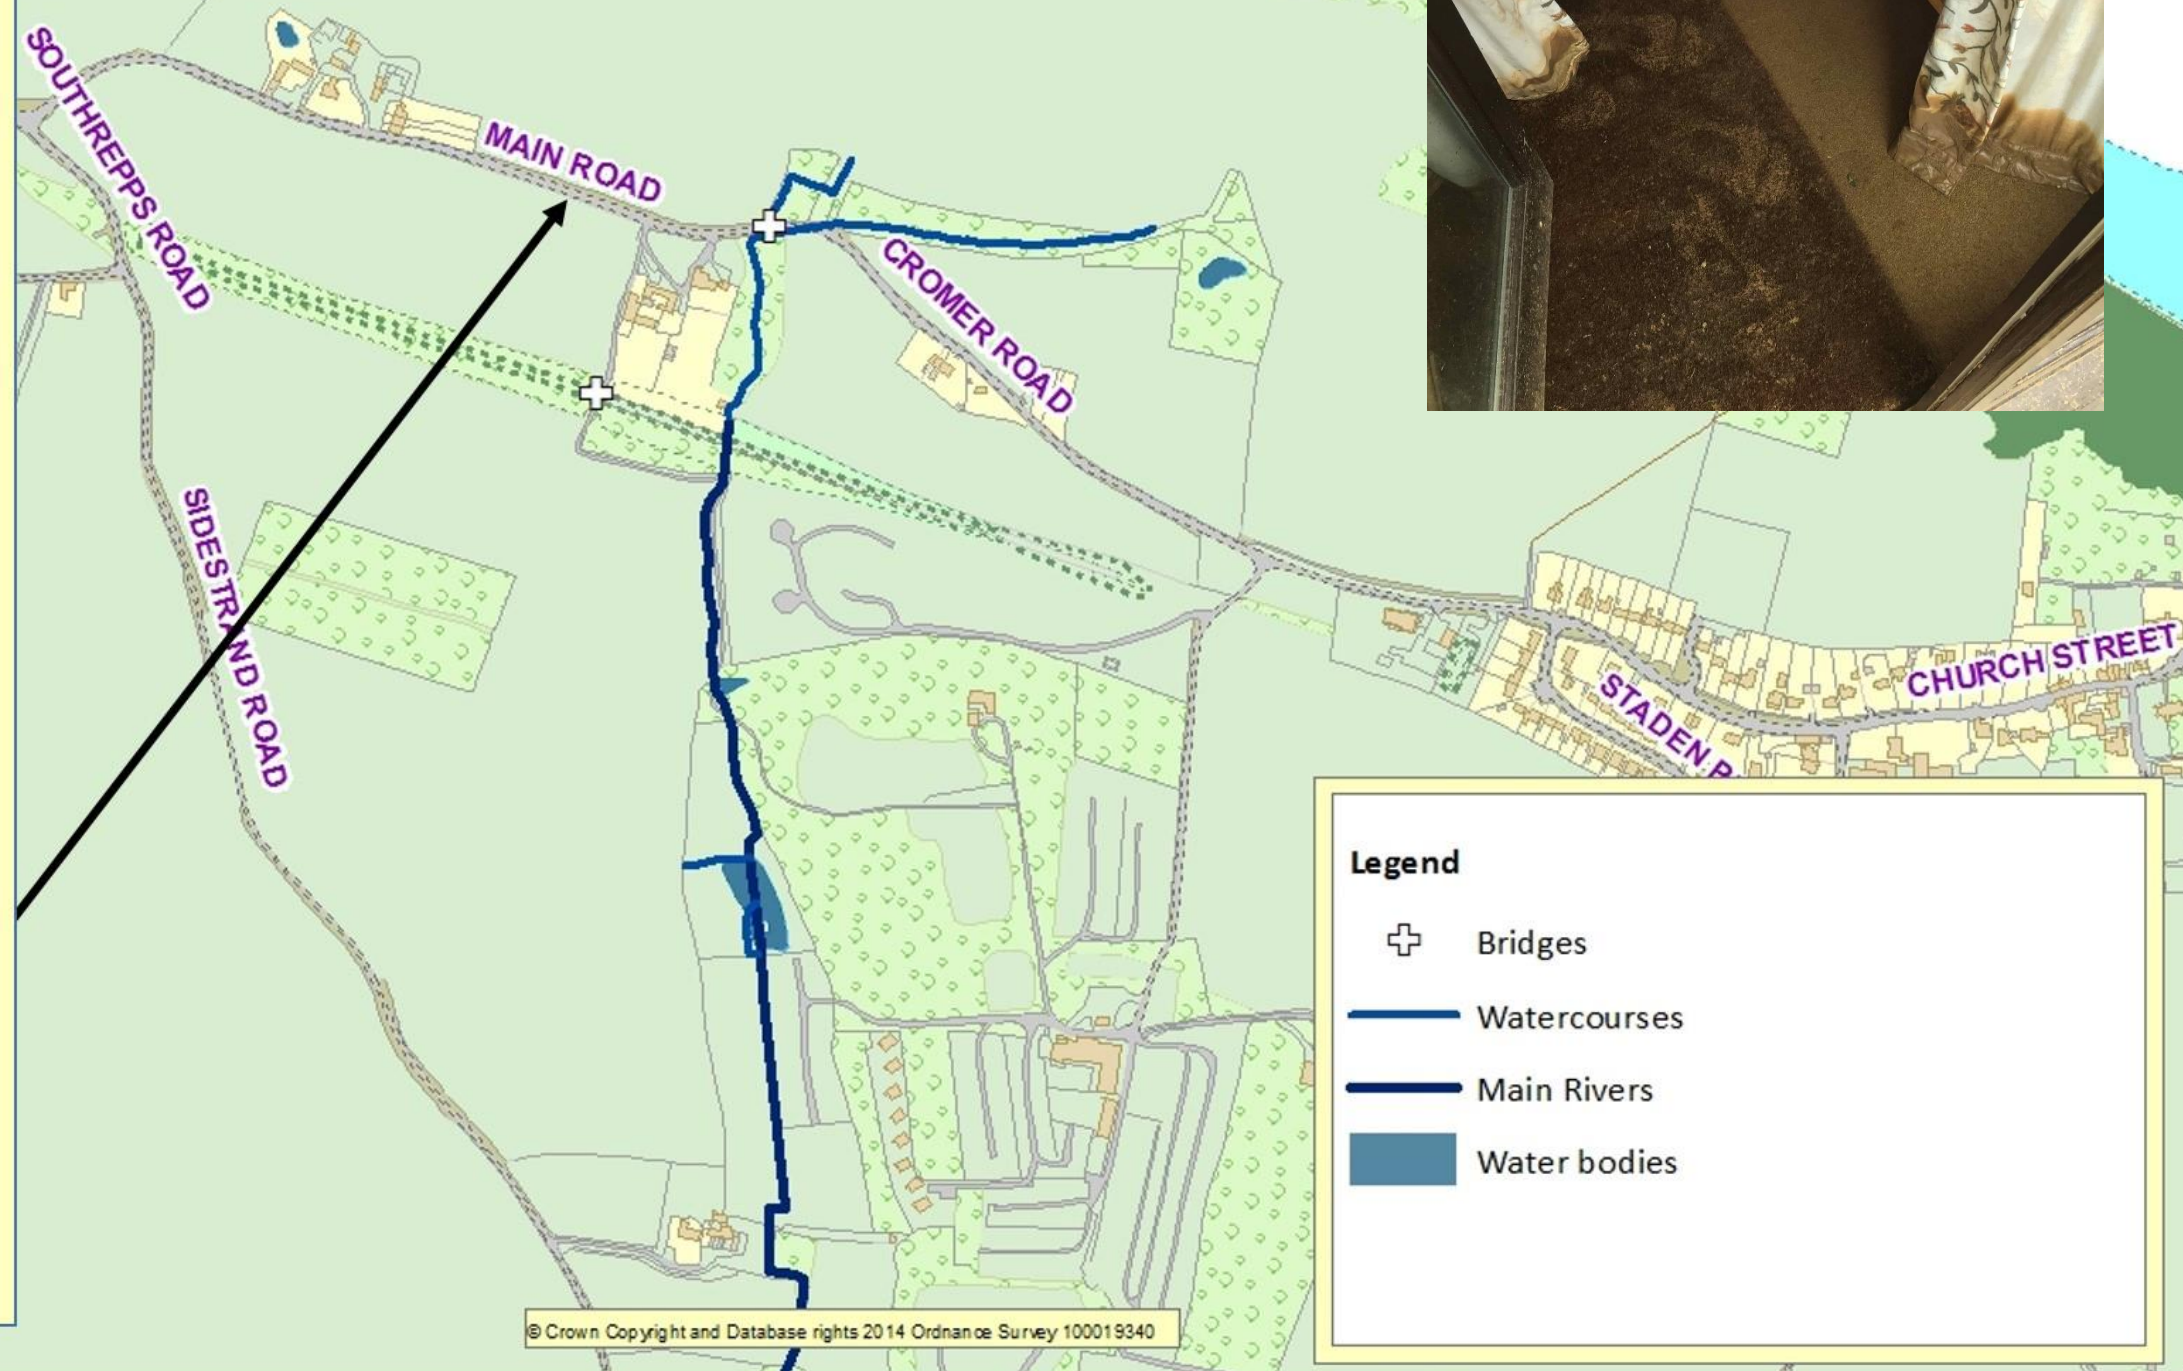 SOUTHREPPS ROAD
MAIN ROAD
CROMER ROAD
SIDESTRAND ROAD
CHURCH STREET
STADEN P
Legend
Bridges
Watercourses
Main Rivers
Water bodies
© Crown Copyright and Database rights 2014 Ordnance Survey 100019340